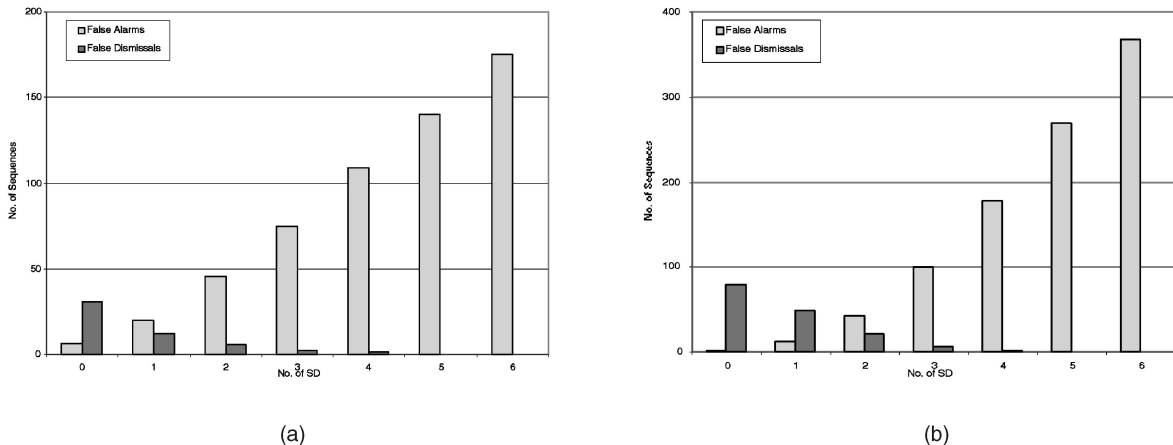 200
False Alarms
False Dismissals
150
100
50
0
No. of Sequences
0 1 2 3 4 5 6
No. of SD
(a)
400
False Alarms
False Dismissals
300
200
100
0
No. of Sequences
0 1 2 3 4 5 6
No. of SD
(b)